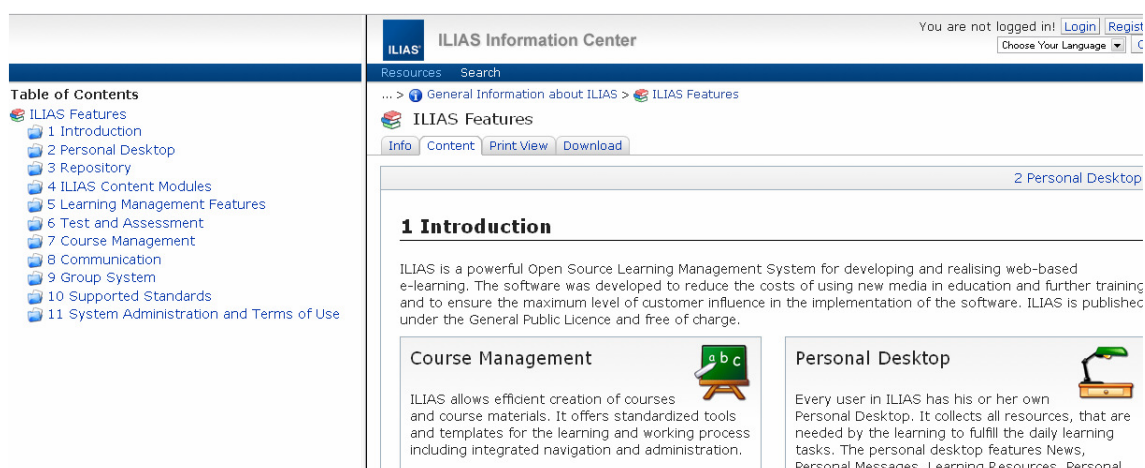 Table of Contents
ILIAS Features
1 Introduction
2 Personal Desktop
3 Repository
4 ILIAS Content Modules
5 Learning Management Features
6 Test and Assessment
7 Course Management
8 Communication
9 Group System
10 Supported Standards
11 System Administration and Terms of Use
ILIAS
ILIAS Information Center
You are not logged in! Login Regist
Choose Your Language
Resources Search
... > General Information about ILIAS > ILIAS Features
ILIAS Features
Info Content Print View Download
2 Personal Desktop
1 Introduction
ILIAS is a powerful Open Source Learning Management System for developing and realising web-based
e-learning. The software was developed to reduce the costs of using new media in education and further training
and to ensure the maximum level of customer influence in the implementation of the software. ILIAS is published
under the General Public Licence and free of charge.
Course Management
a b c
ILIAS allows efficient creation of courses
and course materials. It offers standardized tools
and templates for the learning and working process
including integrated navigation and administration.
Personal Desktop
Every user in ILIAS has his or her own
Personal Desktop. It collects all resources, that are
needed by the learning to fulfill the daily learning
tasks. The personal desktop features News,
Personal Messages, Learning Resources, Personal